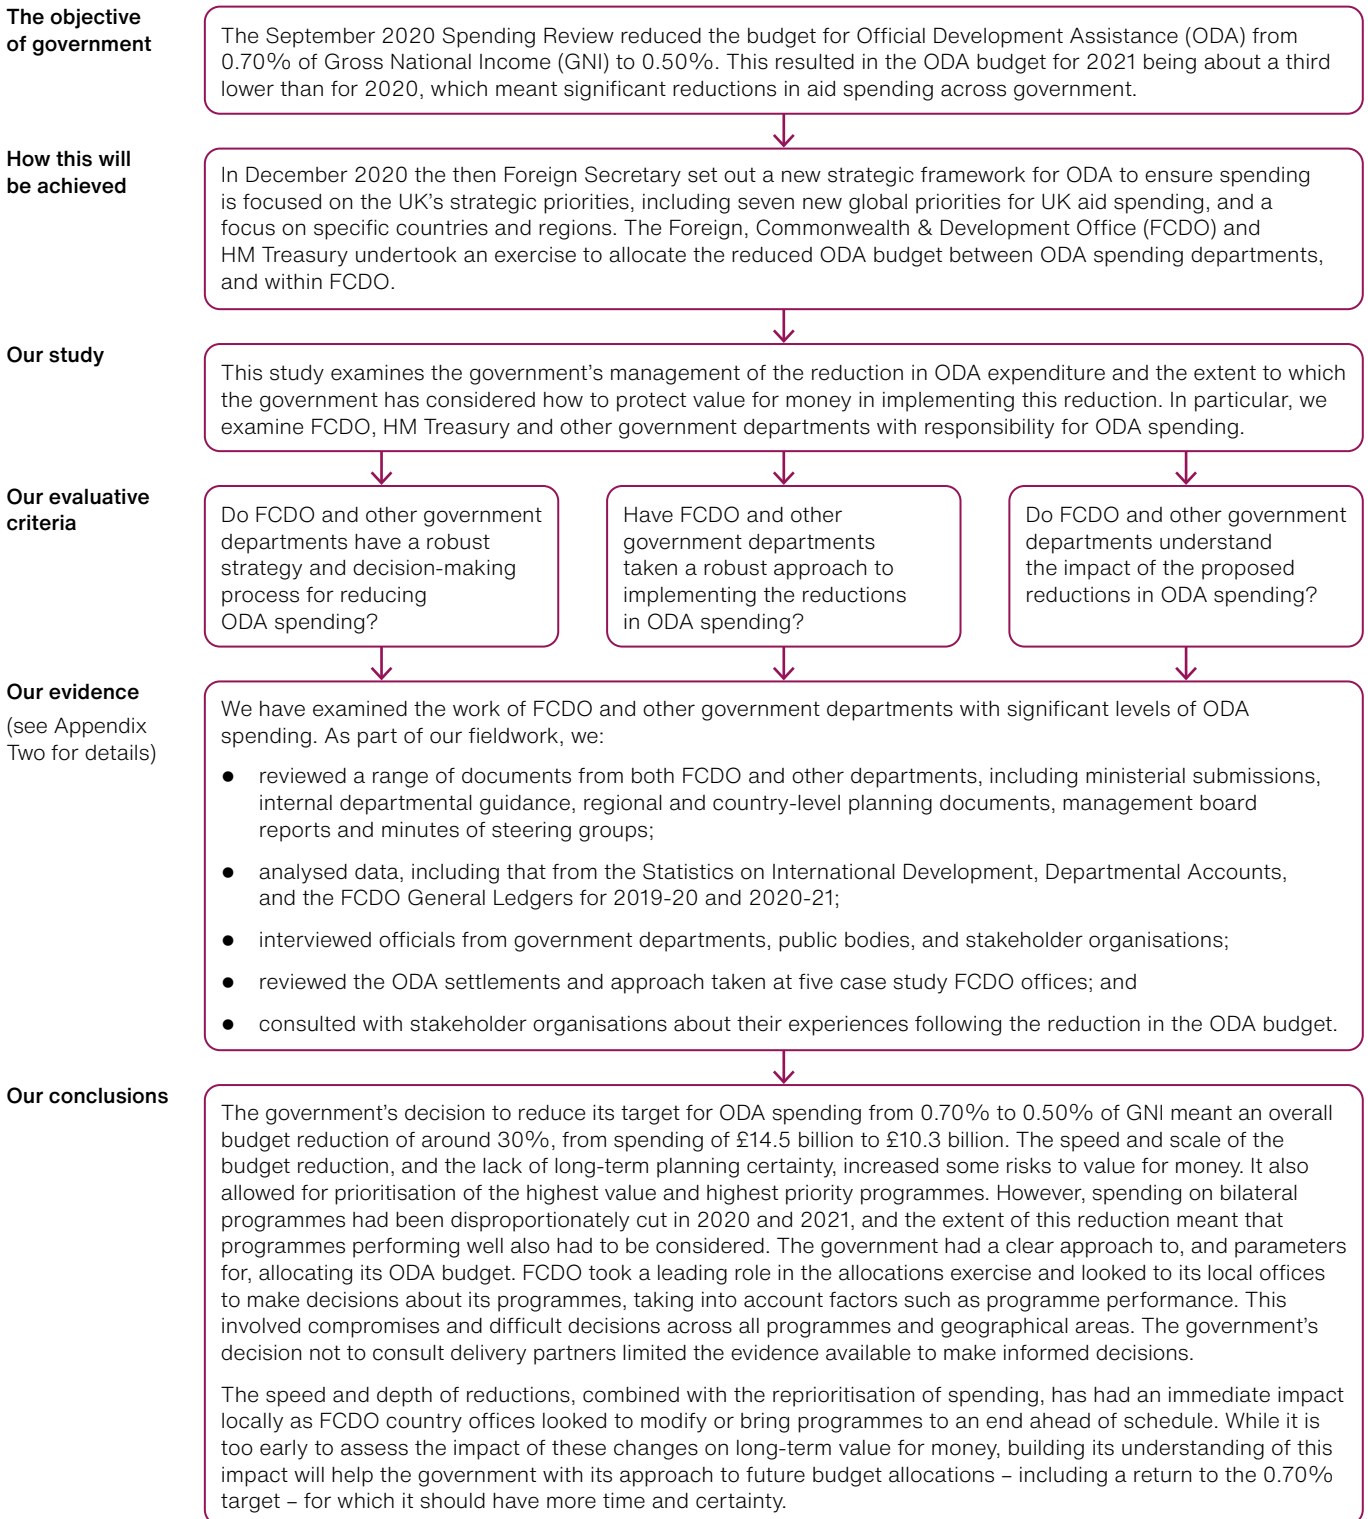 The objective
of government
The September 2020 Spending Review reduced the budget for Official Development Assistance (ODA) from
0.70% of Gross National Income (GNI) to 0.50%. This resulted in the ODA budget for 2021 being about a third
lower than for 2020, which meant significant reductions in aid spending across government.
How this will
be achieved
In December 2020 the then Foreign Secretary set out a new strategic framework for ODA to ensure spending
is focused on the UK's strategic priorities, including seven new global priorities for UK aid spending, and a
focus on specific countries and regions. The Foreign, Commonwealth & Development Office (FCDO) and
HM Treasury undertook an exercise to allocate the reduced ODA budget between ODA spending departments,
and within FCDO.
Our study
This study examines the government's management of the reduction in ODA expenditure and the extent to which
the government has considered how to protect value for money in implementing this reduction. In particular, we
examine FCDO, HM Treasury and other government departments with responsibility for ODA spending.
Our evaluative
criteria
Do FCDO and other government
departments have a robust
strategy and decision-making
process for reducing
ODA spending?
Have FCDO and other
government departments
taken a robust approach to
implementing the reductions
in ODA spending?
Do FCDO and other government
departments understand
the impact of the proposed
reductions in ODA spending?
Our evidence
(see Appendix
Two for details)
We have examined the work of FCDO and other government departments with significant levels of ODA
spending. As part of our fieldwork, we:
● reviewed a range of documents from both FCDO and other departments, including ministerial submissions,
internal departmental guidance, regional and country-level planning documents, management board
reports and minutes of steering groups;
● analysed data, including that from the Statistics on International Development, Departmental Accounts,
and the FCDO General Ledgers for 2019-20 and 2020-21;
● interviewed officials from government departments, public bodies, and stakeholder organisations;
● reviewed the ODA settlements and approach taken at five case study FCDO offices; and
● consulted with stakeholder organisations about their experiences following the reduction in the ODA budget.
Our conclusions
The government's decision to reduce its target for ODA spending from 0.70% to 0.50% of GNI meant an overall
budget reduction of around 30%, from spending of £14.5 billion to £10.3 billion. The speed and scale of the
budget reduction, and the lack of long-term planning certainty, increased some risks to value for money. It also
allowed for prioritisation of the highest value and highest priority programmes. However, spending on bilateral
programmes had been disproportionately cut in 2020 and 2021, and the extent of this reduction meant that
programmes performing well also had to be considered. The government had a clear approach to, and parameters
for, allocating its ODA budget. FCDO took a leading role in the allocations exercise and looked to its local offices
to make decisions about its programmes, taking into account factors such as programme performance. This
involved compromises and difficult decisions across all programmes and geographical areas. The government's
decision not to consult delivery partners limited the evidence available to make informed decisions.
The speed and depth of reductions, combined with the reprioritisation of spending, has had an immediate impact
locally as FCDO country offices looked to modify or bring programmes to an end ahead of schedule. While it is
too early to assess the impact of these changes on long-term value for money, building its understanding of this
impact will help the government with its approach to future budget allocations – including a return to the 0.70%
target – for which it should have more time and certainty.